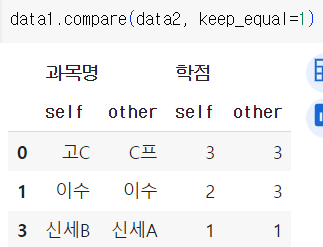 data1.compare(data2, keep_equal=1)
과목명 학점
self other self other
0 고C C프 3 3
1 이수 이수 2 3
3 신세B 신세A 1 1